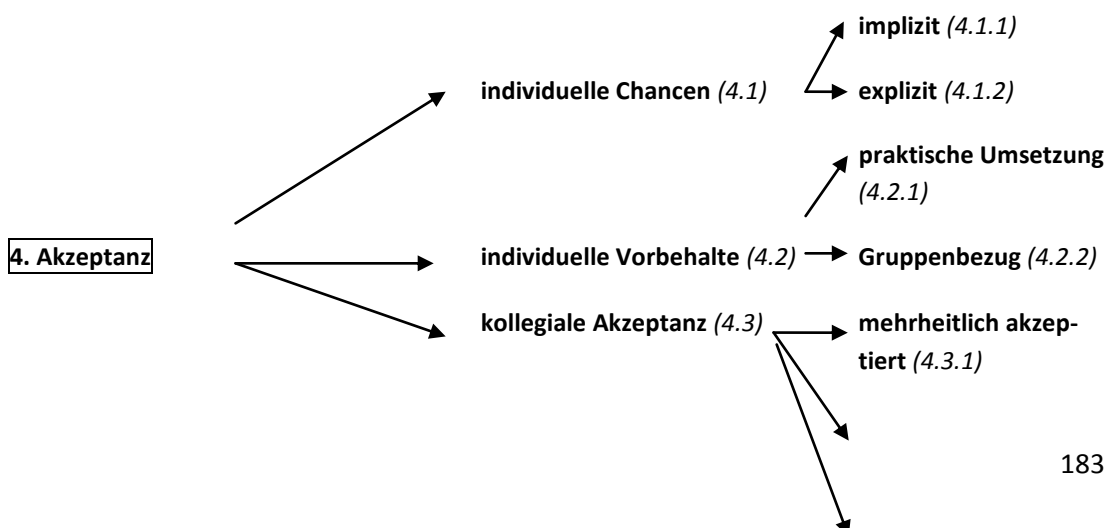 implizit (4.1.1)
individuelle Chancen (4.1)
explizit (4.1.2)
praktische Umsetzung
(4.2.1)
4. Akzeptanz
individuelle Vorbehalte (4.2)
Gruppenbezug (4.2.2)
kollegiale Akzeptanz (4.3)
mehrheitlich akzep-
tiert (4.3.1)
183